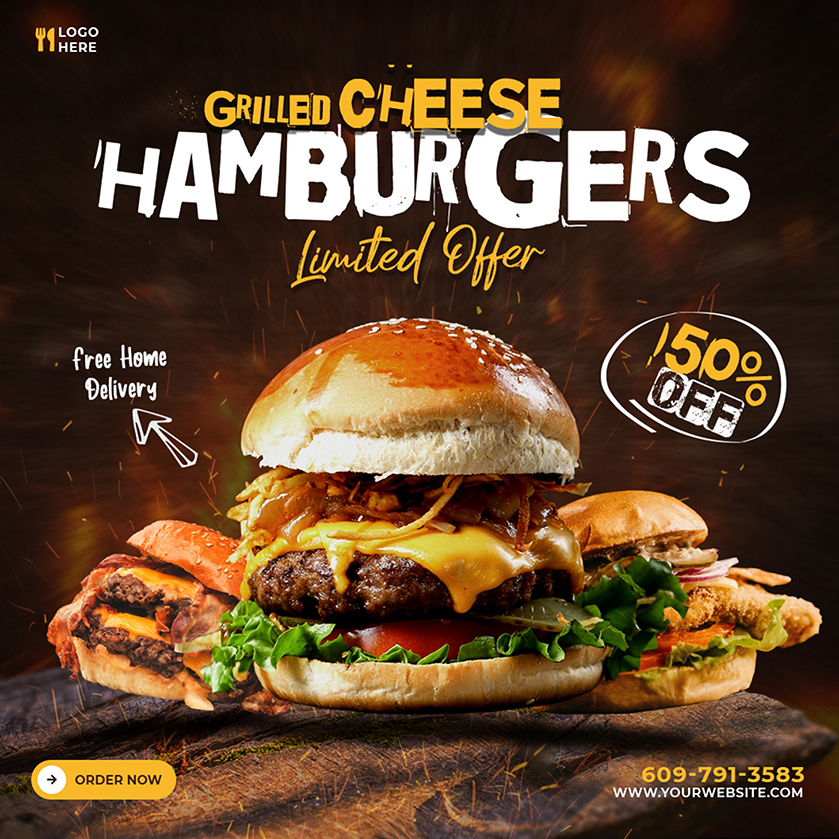 LOGO
HERE
GRILLED CHEESE
HAMBURGERS
Limited Offer
free Home
Delivery
50%
OFF
ORDER NOW
609-791-3583
WWW.YOURWEBSITE.COM